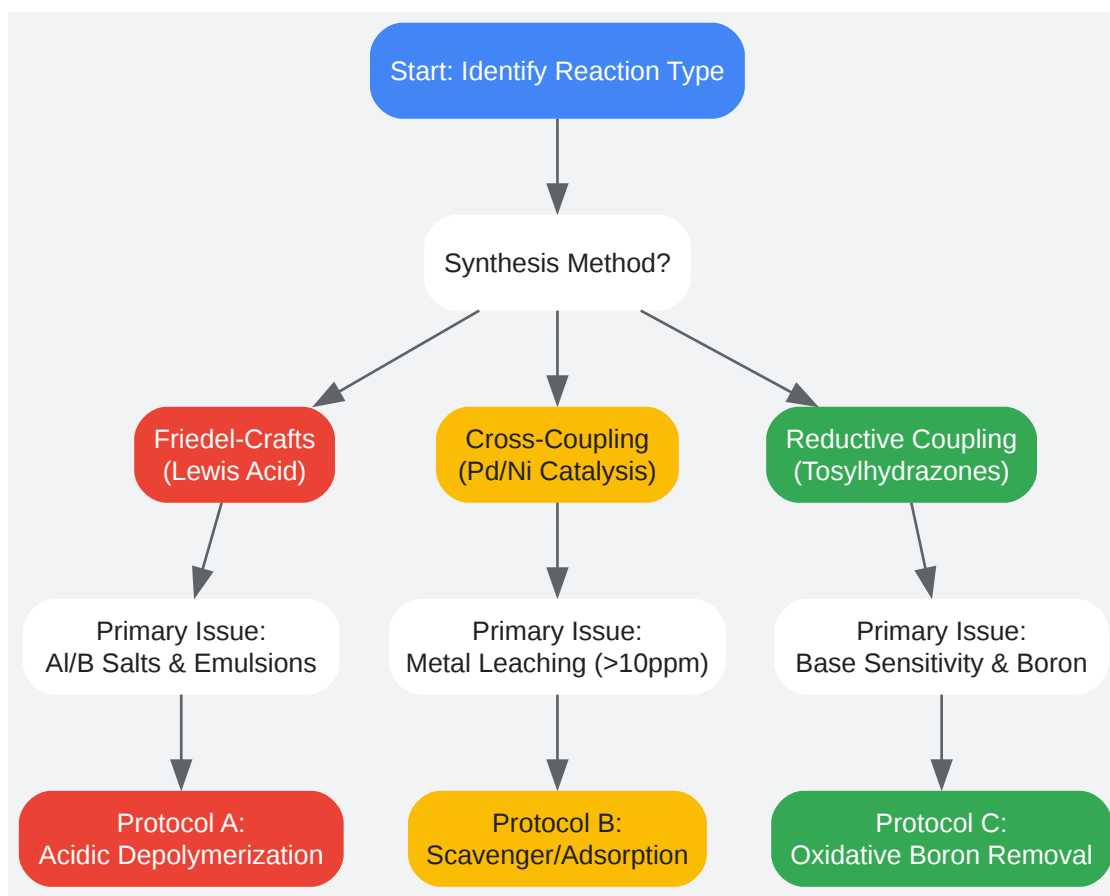 Start: Identify Reaction Type
Synthesis Method?
Friedel-Crafts
(Lewis Acid)
Cross-Coupling
(Pd/Ni Catalysis)
Reductive Coupling
(Tosylhydrazones)
Primary Issue:
Al/B Salts & Emulsions
Primary Issue:
Metal Leaching (>10ppm)
Primary Issue:
Base Sensitivity & Boron
Protocol A:
Acidic Depolymerization
Protocol B:
Scavenger/Adsorption
Protocol C:
Oxidative Boron Removal